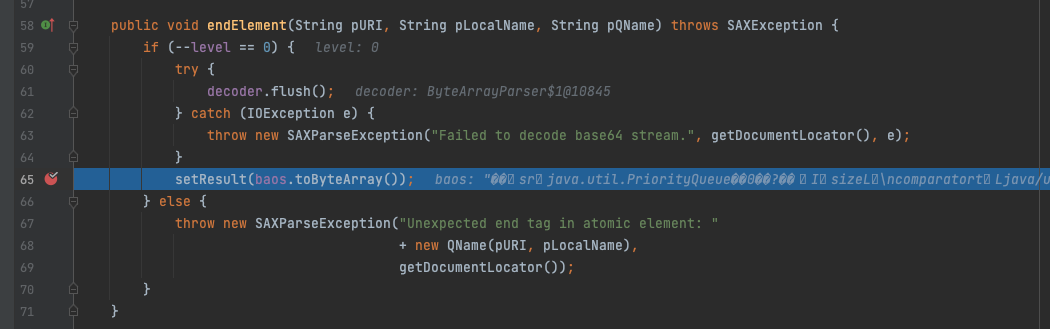 57
58 public void endElement(String pURI, String pLocalName, String pQName) throws SAXException {
59 if (--level == 0) { level: 0
60 try {
61 decoder.flush(); decoder: ByteArrayParser$1@10845
62 } catch (IOException e) {
63 throw new SAXParseException("Failed to decode base64 stream.", getDocumentLocator(), e);
64 }
65 setResult(baos.toByteArray()); baos: "��� sr� java.util.PriorityQueue��0��?��� � I� sizeL� \ncomparatort� Ljava/u
66 } else {
67 throw new SAXParseException("Unexpected end tag in atomic element: "
68 + new QName(pURI, pLocalName),
69 getDocumentLocator());
70 }
71 }